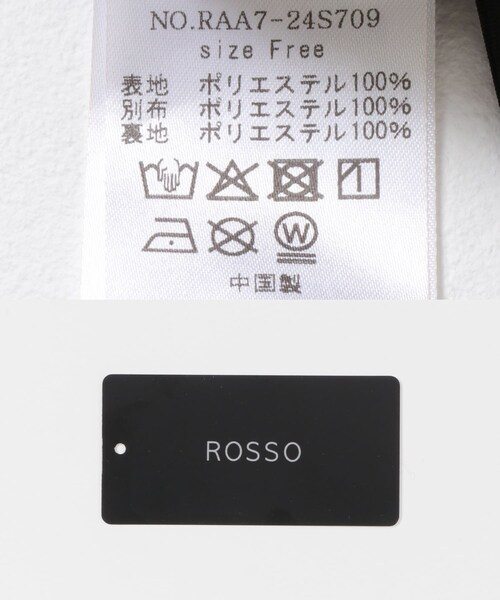 NO.RAA7-24S709
size Free
表地 ポリエステル100%
別布 ポリエステル100%
裏地 ポリエステル100%
W
中国製
ROSSO